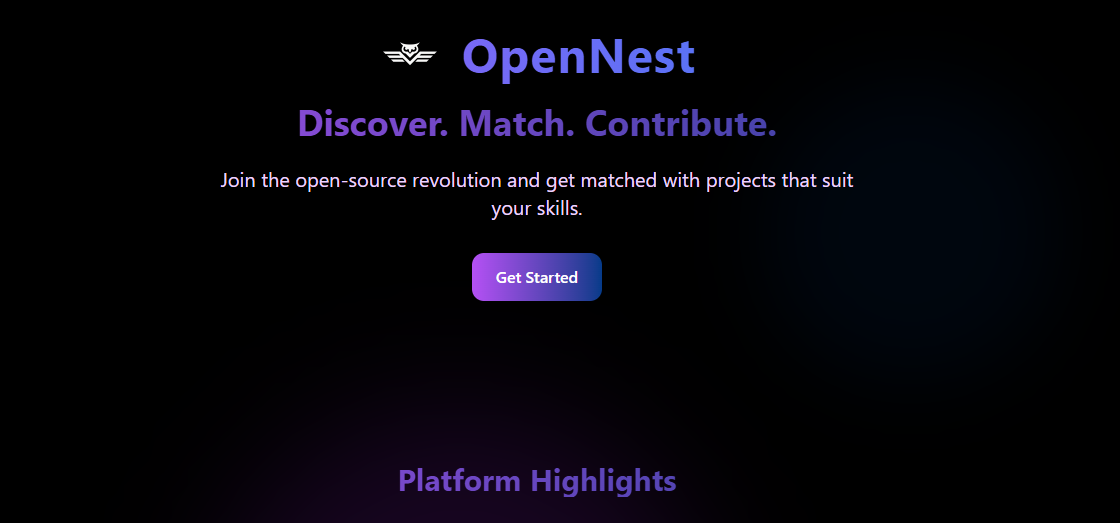 OpenNest
Discover. Match. Contribute.
Join the open-source revolution and get matched with projects that suit
your skills.
Get Started
Platform Highlights